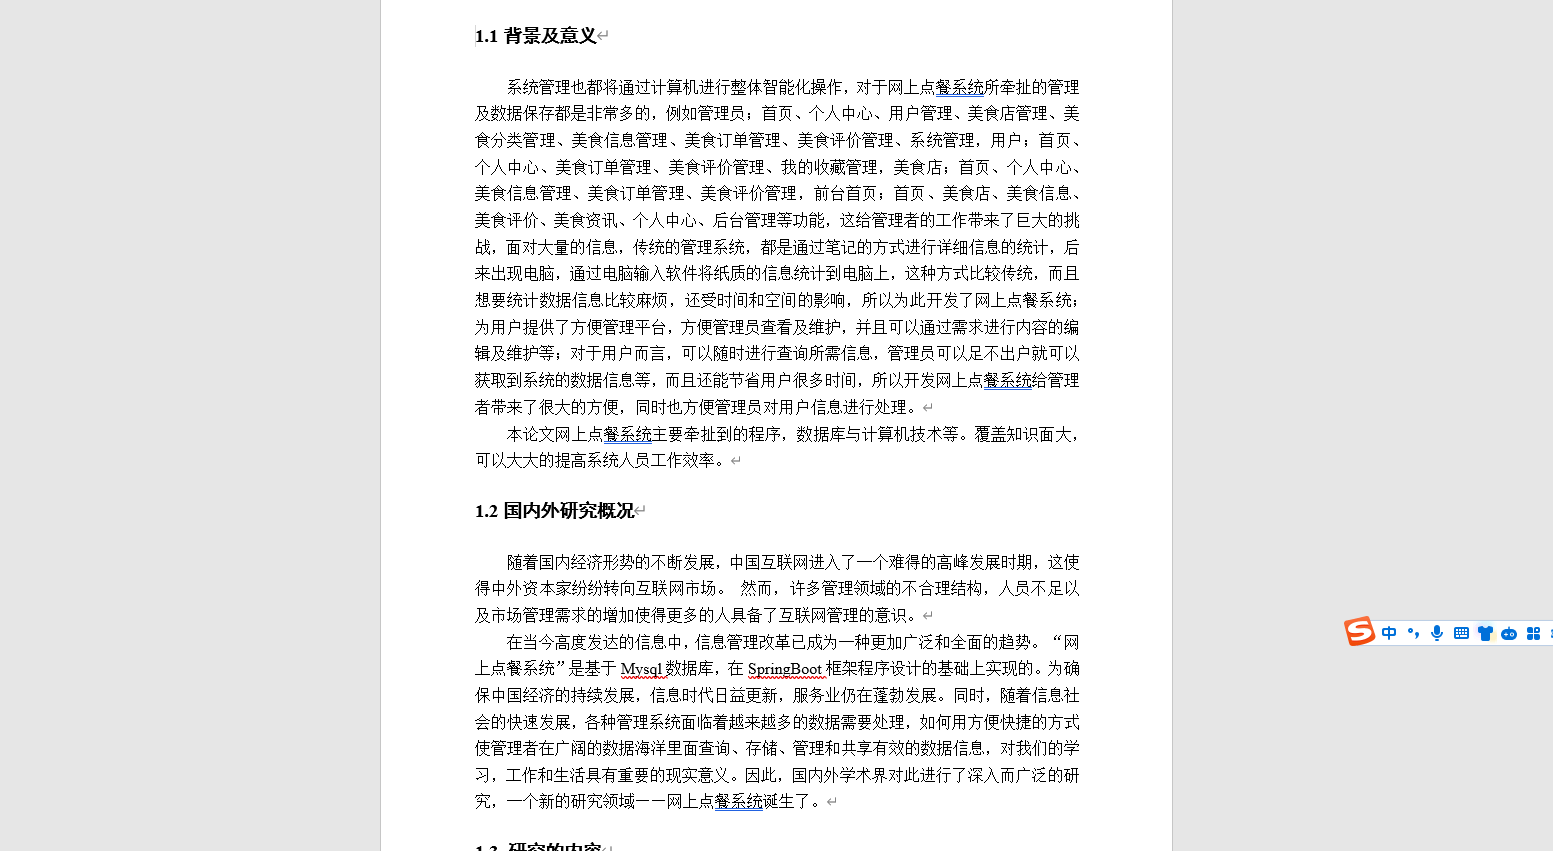 1.1 背景及意义
系统管理也都将通过计算机进行整体智能化操作，对于网上点餐系统所牵扯的管理
及数据保存都是非常多的，例如管理员；首页、个人中心、用户管理、美食店管理、美
食分类管理、美食信息管理、美食订单管理、美食评价管理、系统管理，用户；首页、
个人中心、美食订单管理、美食评价管理、我的收藏管理，美食店；首页、个人中心、
美食信息管理、美食订单管理、美食评价管理，前台首页；首页、美食店、美食信息、
美食评价、美食资讯、个人中心、后台管理等功能，这给管理者的工作带来了巨大的挑
战，面对大量的信息，传统的管理系统，都是通过笔记的方式进行详细信息的统计，后
来出现电脑，通过电脑输入软件将纸质的信息统计到电脑上，这种方式比较传统，而且
想要统计数据信息比较麻烦，还受时间和空间的影响，所以为此开发了网上点餐系统；
为用户提供了方便管理平台，方便管理员查看及维护，并且可以通过需求进行内容的编
辑及维护等；对于用户而言，可以随时进行查询所需信息，管理员可以足不出户就可以
获取到系统的数据信息等，而且还能节省用户很多时间，所以开发网上点餐系统给管理
者带来了很大的方便，同时也方便管理员对用户信息进行处理。
本论文网上点餐系统主要牵扯到的程序，数据库与计算机技术等。覆盖知识面大，
可以大大的提高系统人员工作效率。
1.2 国内外研究概况
随着国内经济形势的不断发展，中国互联网进入了一个难得的高峰发展时期，这使
得中外资本家纷纷转向互联网市场。 然而，许多管理领域的不合理结构，人员不足以
及市场管理需求的增加使得更多的人具备了互联网管理的意识。
在当今高度发达的信息中，信息管理改革已成为一种更加广泛和全面的趋势。“网
上点餐系统”是基于 Mysql 数据库，在 SpringBoot 框架程序设计的基础上实现的。为确
保中国经济的持续发展，信息时代日益更新，服务业仍在蓬勃发展。同时，随着信息社
会的快速发展，各种管理系统面临着越来越多的数据需要处理，如何用方便快捷的方式
使管理者在广阔的数据海洋里面查询、存储、管理和共享有效的数据信息，对我们的学
习，工作和生活具有重要的现实意义。因此，国内外学术界对此进行了深入而广泛的研
究，一个新的研究领域——网上点餐系统诞生了。
1.3 研究的内容
中